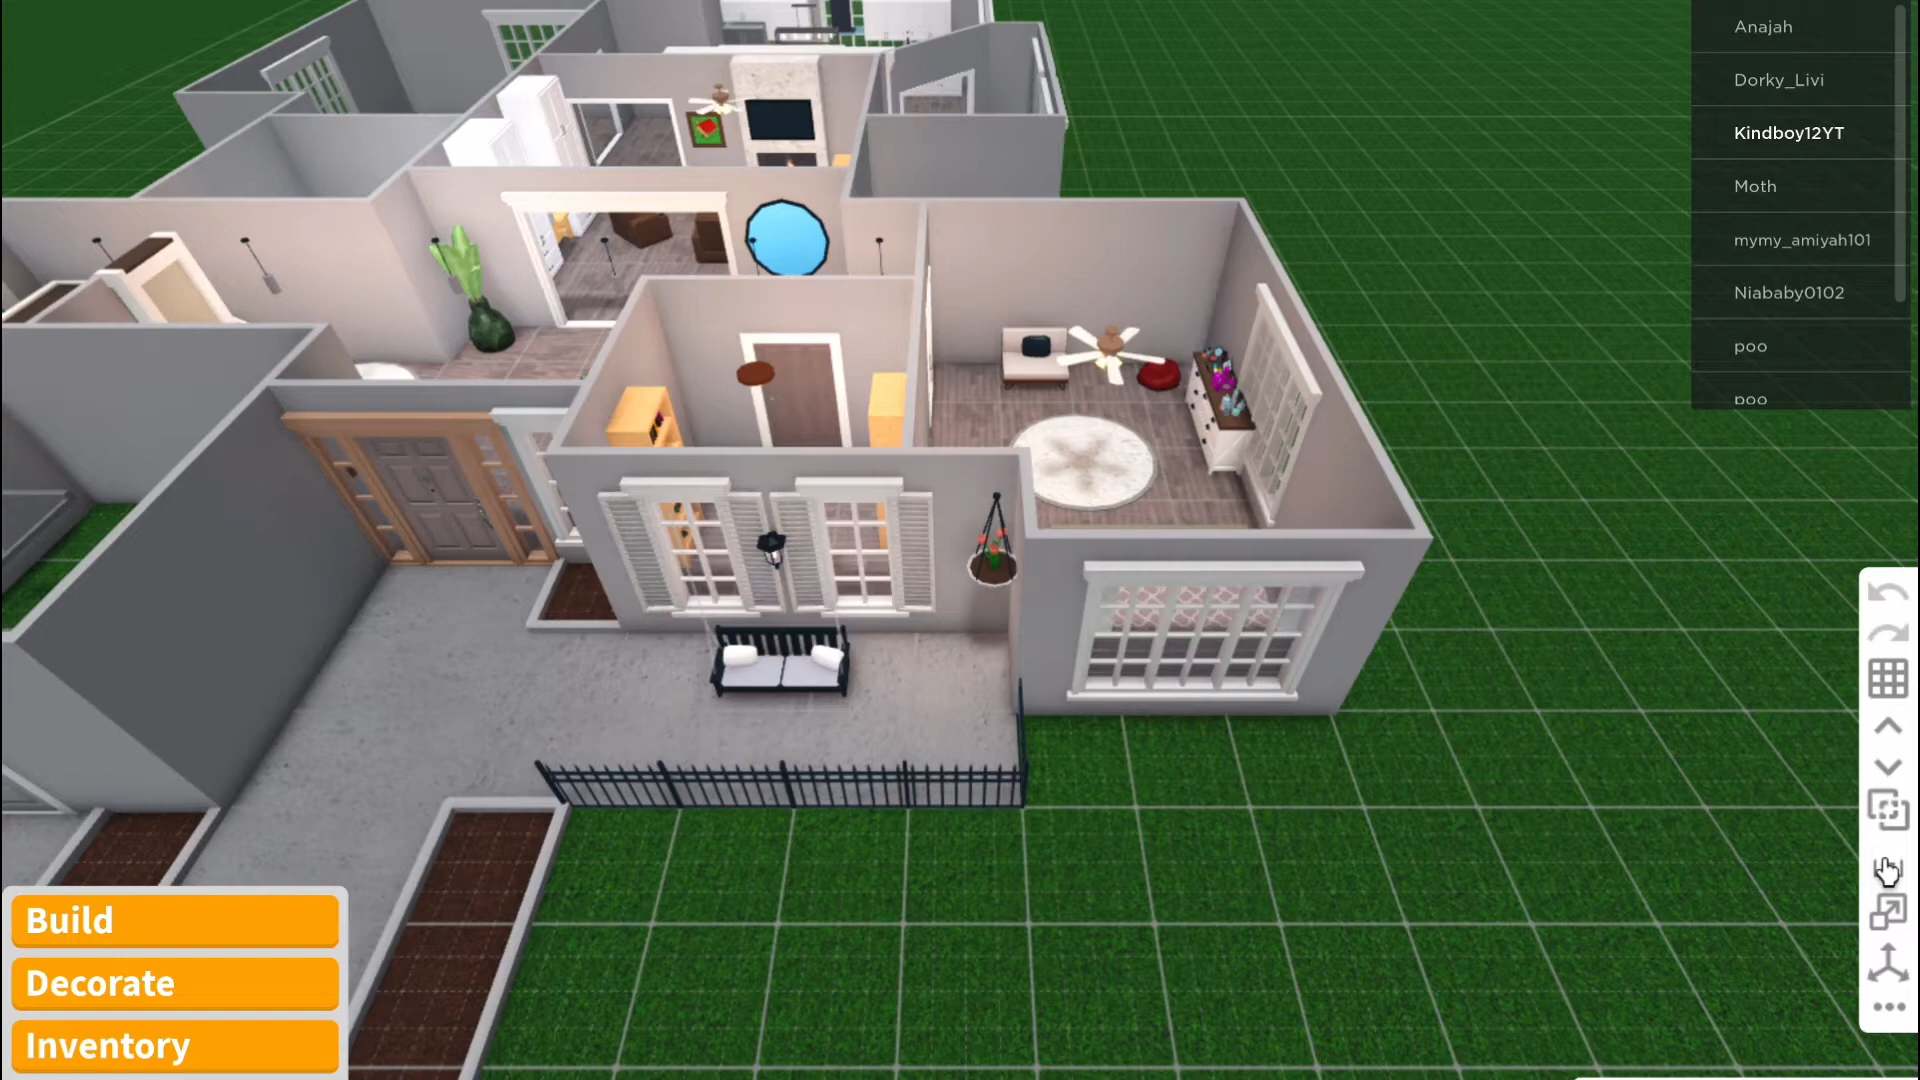 Anajah
Dorky_Livi
Kindboy12YT
Moth
mymy_amiyah101
Niababy0102
poo
poo
Build
Decorate
Inventory